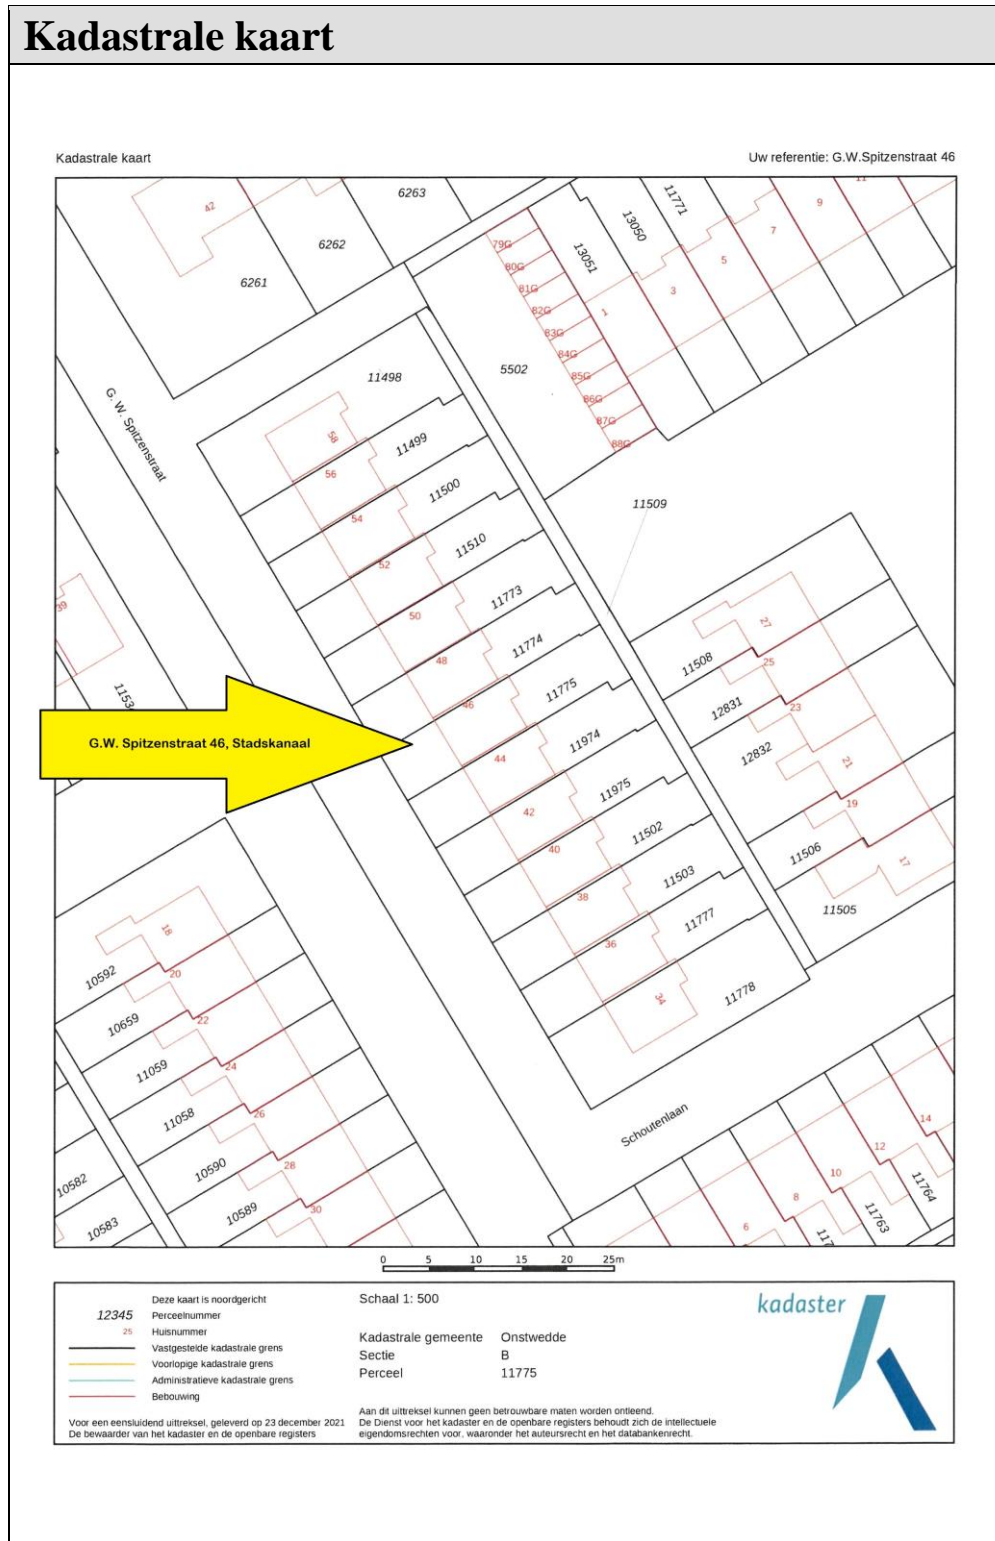 Kadastrale kaart
Kadastrale kaart
Uw referentie: G.W.Spitzenstraat 46
42
6263
6262
6261
11771
13050
13051
11
9
7
5
3
1
79G
80G
81G
82G
83G
84G
85G
86G
87G
88G
5502
G. W. Spitzenstraat
11498
58
11499
56
11500
54
11510
52
11773
50
11774
48
11775
46
11974
44
11975
42
11502
40
11503
38
11777
36
11778
34
11509
39
27
11508
25
12831
23
12832
21
19
11506
17
11505
G.W. Spitzenstraat 46, Stadskanaal
18
10592
20
10659
22
11059
24
11058
26
10590
28
10589
30
10582
10583
Schoutenlaan
14
12
10
8
6
11764
11763
0 5 10 15 20 25m
Deze kaart is noordgericht
12345 Perceelnummer
25 Huisnummer
Vastgestelde kadastrale grens
Voorlopige kadastrale grens
Administratieve kadastrale grens
Bebouwing
Voor een eensluidend uittreksel, geleverd op 23 december 2021
De bewaarder van het kadaster en de openbare registers
Schaal 1: 500
Kadastrale gemeente Onstwedde
Sectie B
Perceel 11775
Aan dit uittreksel kunnen geen betrouwbare maten worden ontleend.
De Dienst voor het kadaster en de openbare registers behoudt zich de intellectuele
eigendomsrechten voor, waaronder het auteursrecht en het databankenrecht.
kadaster